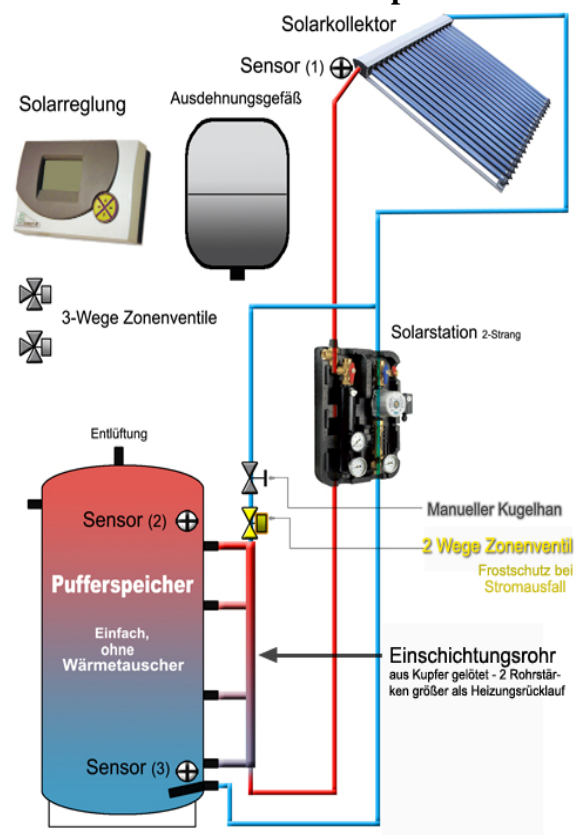 Solarkollektor
Sensor (1)
Solarreglung
Ausdehnungsgefäß
3-Wege Zonenventile
Solarstation 2-Strang
Entlüftung
Sensor (2)
Manueller Kugelhan
2 Wege Zonenventil
Frostschutz bei
Stromausfall
Pufferspeicher
Einfach,
ohne
Wärmetauscher
Einschichtungsrohr
aus Kupfer gelötet - 2 Rohrstär-
ken größer als Heizungsrücklauf
Sensor (3)